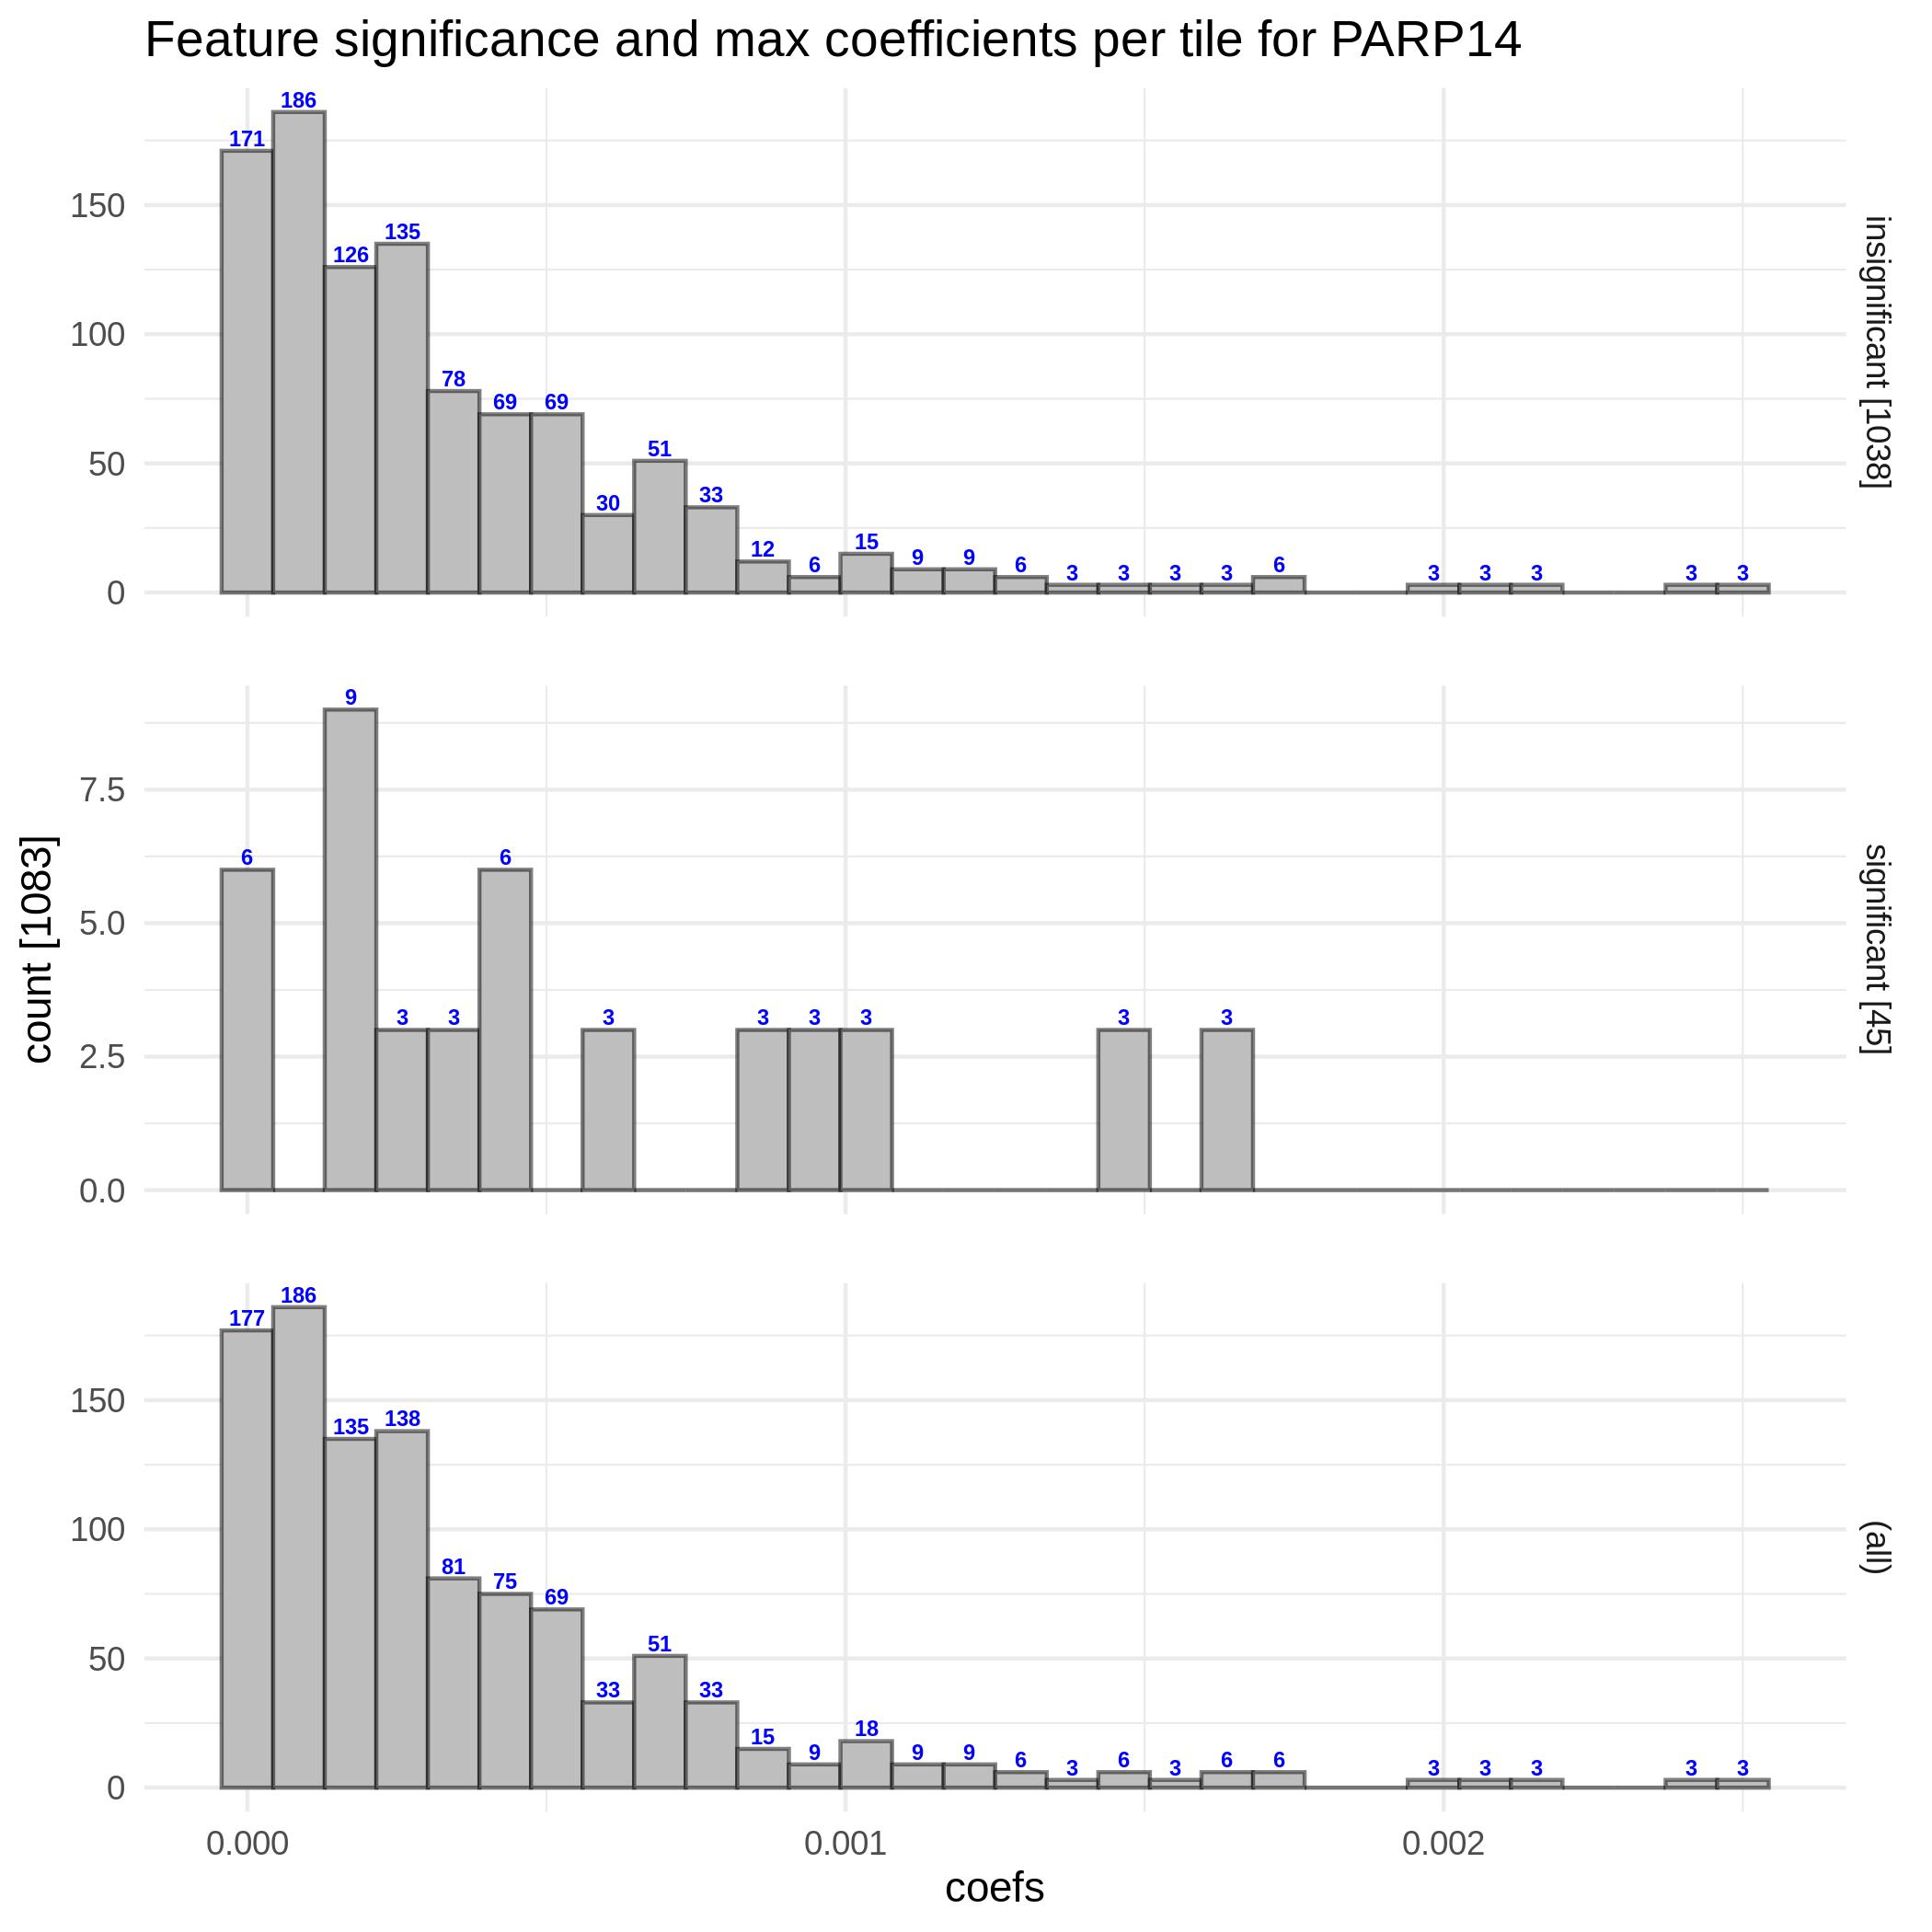 Feature significance and max coefficients per tile for PARP14
171 186 126 135 78 69 69 30 51 33 12 6 15 9 9 6 3 3 3 3 6 3 3 3 3 3
150
100
50
0
insignificant [1038]
6 9 3 3 6 3 3 3 3 3 3
7.5
5.0
2.5
0.0
significant [45]
count [1083]
177 186 135 138 81 75 69 33 51 33 15 9 18 9 9 6 3 6 3 6 6 3 3 3 3 3
150
100
50
0
(all)
0.000 0.001 0.002
coefs